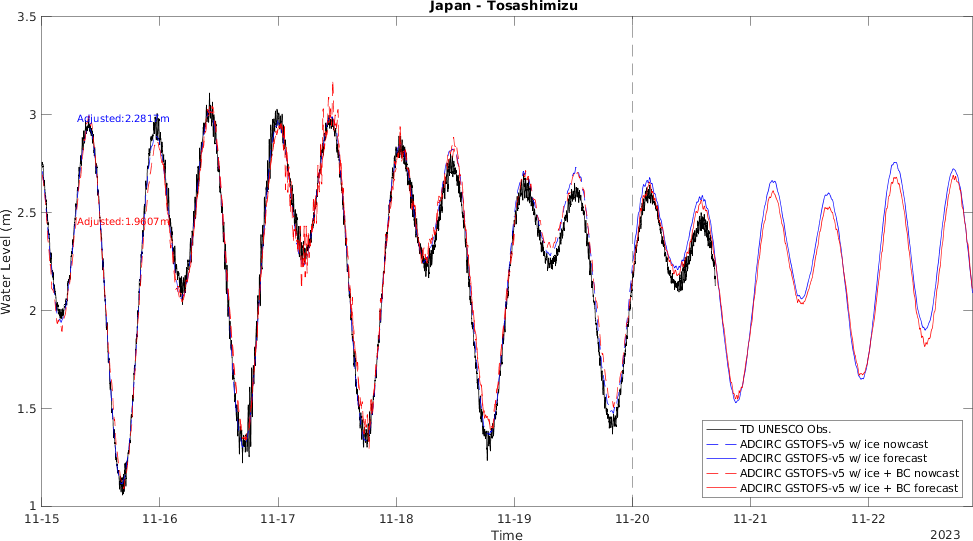 Japan - Tosashimizu
3.5
3
2.5
2
1.5
1
Water Level (m)
Adjusted:2.2811m
Adjusted:1.9607m
TD UNESCO Obs.
ADCIRC GSTOFS-v5 w/ ice nowcast
ADCIRC GSTOFS-v5 w/ ice forecast
ADCIRC GSTOFS-v5 w/ ice + BC nowcast
ADCIRC GSTOFS-v5 w/ ice + BC forecast
11-15 11-16 11-17 11-18 11-19 11-20 11-21 11-22
Time
2023